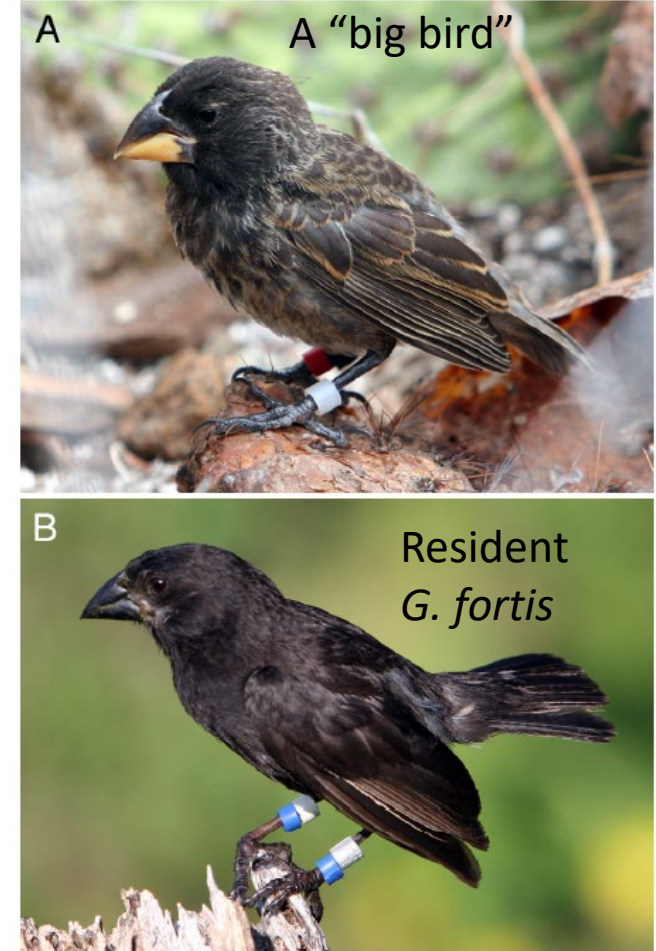 A
A “big bird”
B
Resident
G. fortis